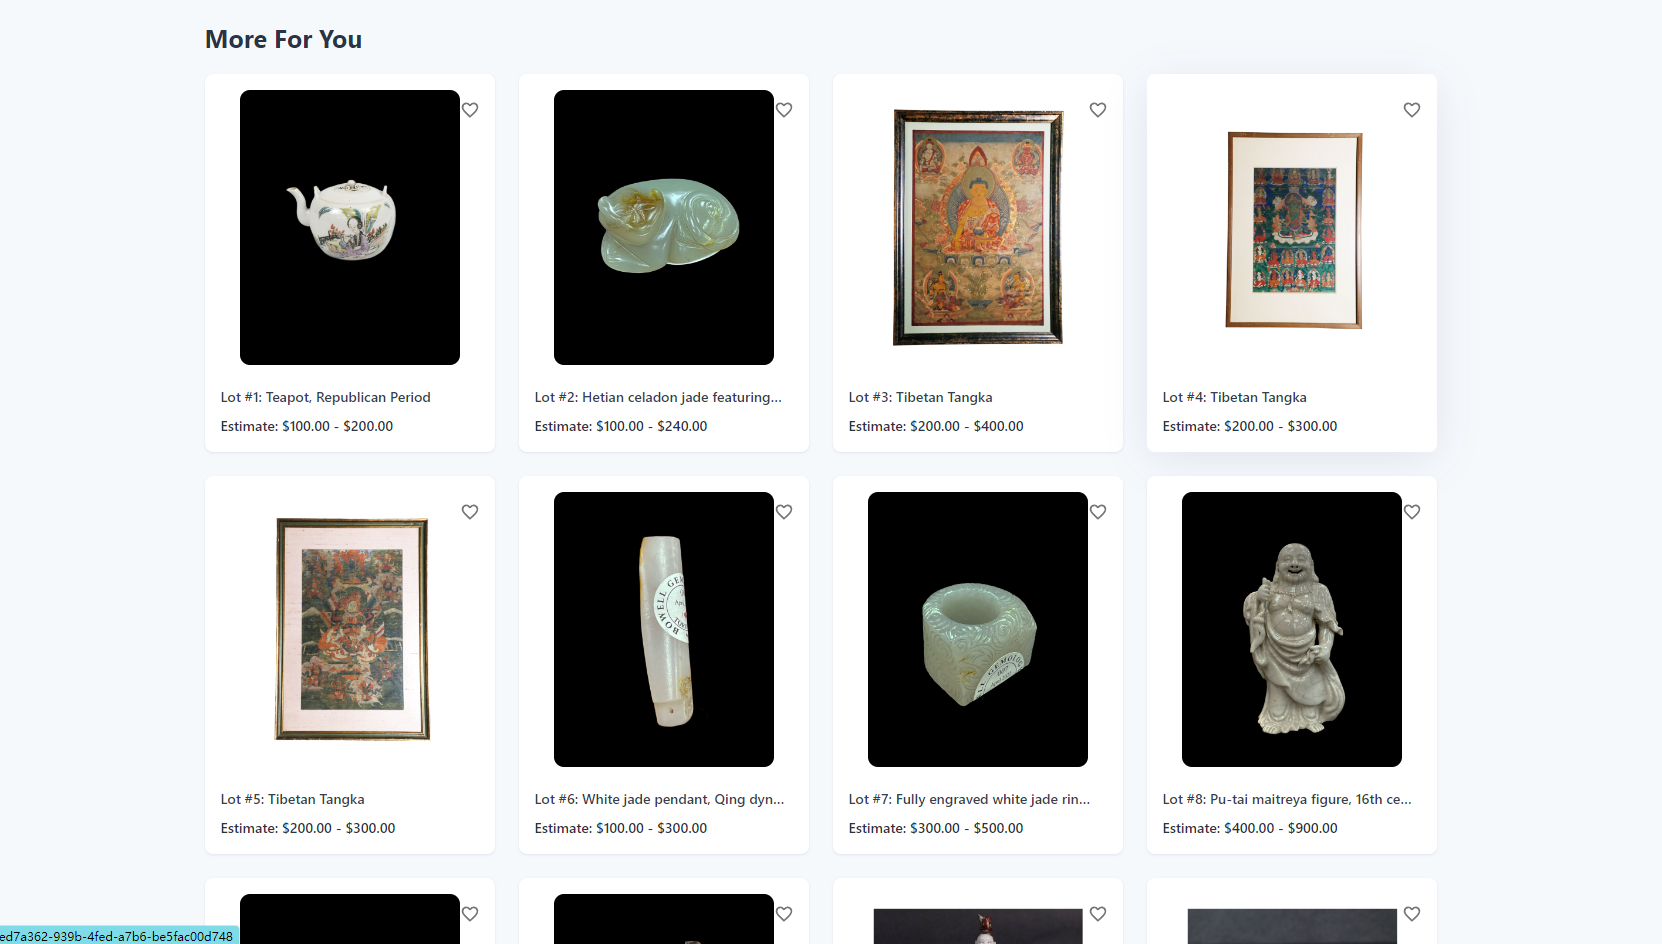 More For You
Lot #1: Teapot, Republican Period
Estimate: $100.00 - $200.00
Lot #2: Hetian celadon jade featuring...
Estimate: $100.00 - $240.00
Lot #3: Tibetan Tangka
Estimate: $200.00 - $400.00
Lot #4: Tibetan Tangka
Estimate: $200.00 - $300.00
BOWELL GEM
Lot #5: Tibetan Tangka
Estimate: $200.00 - $300.00
Lot #6: White jade pendant, Qing dyn...
Estimate: $100.00 - $300.00
Lot #7: Fully engraved white jade rin...
Estimate: $300.00 - $500.00
Lot #8: Pu-tai maitreya figure, 16th ce...
Estimate: $400.00 - $900.00
ed7a362-939b-4fed-a7b6-be5fac00d748